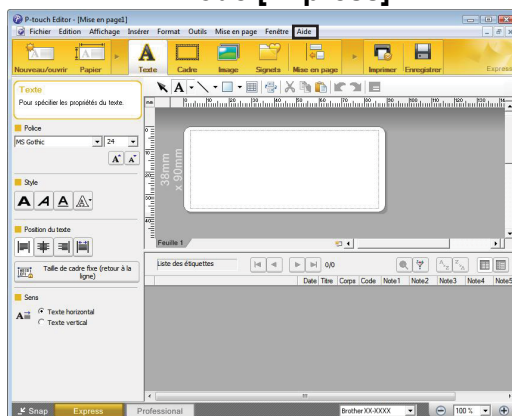 P-touch Editor - [Mise en page1]
Fichier Edition Affichage Insérer Format Outils Mise en page Fenêtre Aide
Nouveau/ouvrir Papier Texte Cadre Image Signets Mise en page Imprimer Enregistrer Express
Texte
Pour spécifier les propriétés du texte.
Police
MS Gothic 24
Style
Position du texte
Taille de cadre fixe (retour à la ligne)
Sens
Texte horizontal
Texte vertical
38mm
x 90mm
Feuille 1
Liste des étiquettes 0/0
Date Titre Corps Code Note1 Note2 Note3 Note4 Note5
Snap Express Professional Brother XX-XXXX 100 %